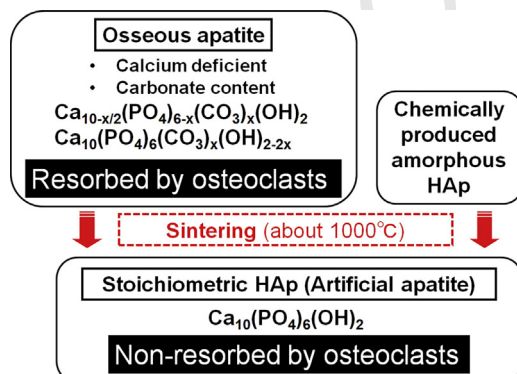 Osseous apatite
• Calcium deficient
• Carbonate content
Ca₁₀₋ₓ/₂(PO₄)₆₋ₓ(CO₃)ₓ(OH)₂
Ca₁₀(PO₄)₆(CO₃)ₓ(OH)₂₋₂ₓ
Resorbed by osteoclasts
Chemically
produced
amorphous
HAp
Sintering (about 1000℃)
Stoichiometric HAp (Artificial apatite)
Ca₁₀(PO₄)₆(OH)₂
Non-resorbed by osteoclasts